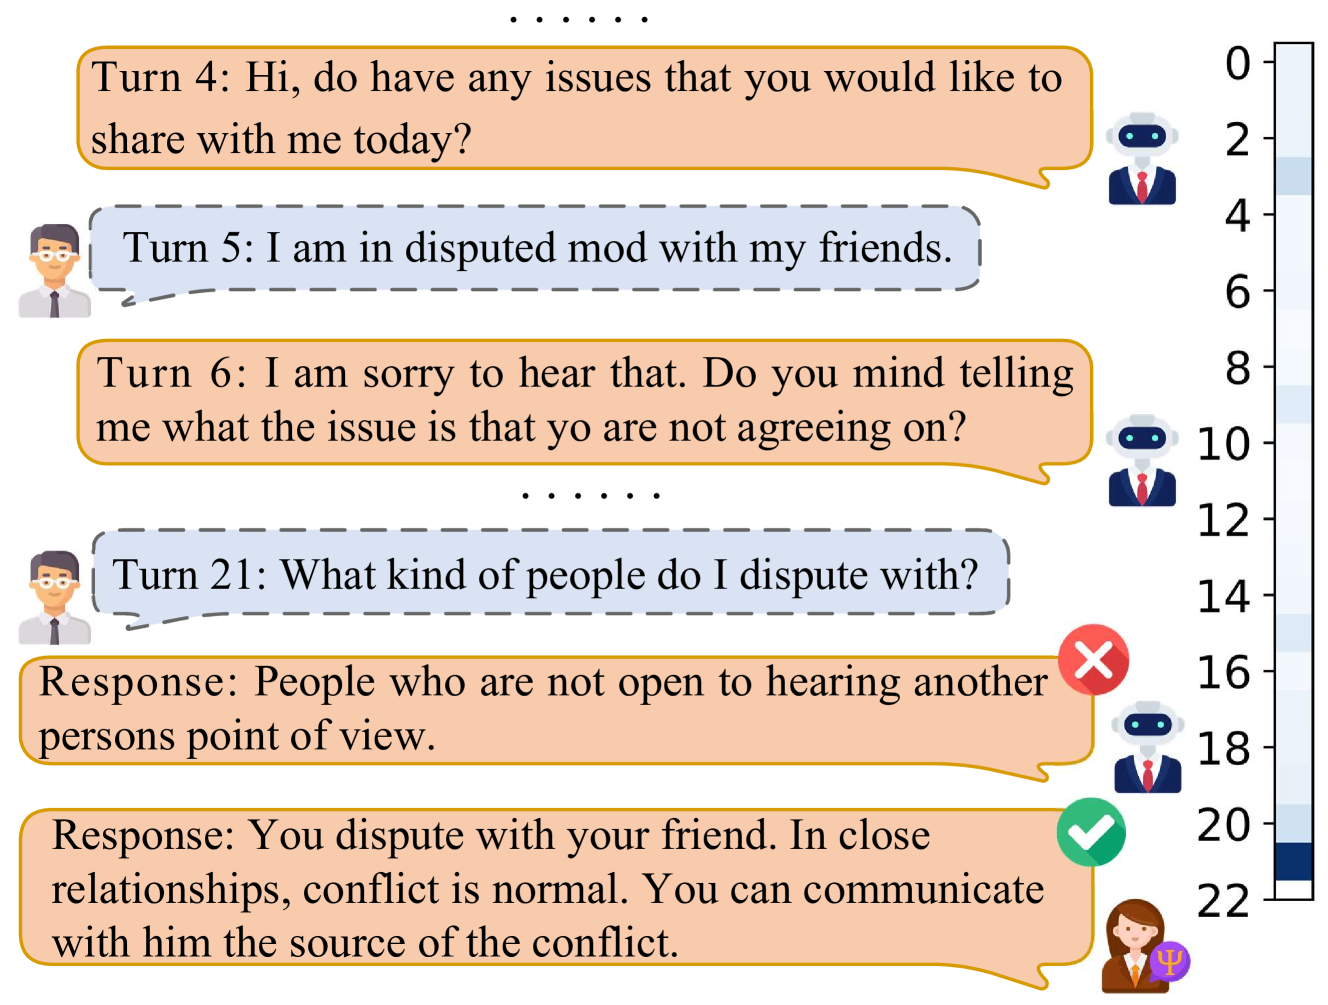 . . . . . .
Turn 4: Hi, do have any issues that you would like to
share with me today?
Turn 5: I am in disputed mod with my friends.
Turn 6: I am sorry to hear that. Do you mind telling
me what the issue is that yo are not agreeing on?
. . . . . .
Turn 21: What kind of people do I dispute with?
Response: People who are not open to hearing another
persons point of view.
Response: You dispute with your friend. In close
relationships, conflict is normal. You can communicate
with him the source of the conflict.
Ψ
0
2
4
6
8
10
12
14
16
18
20
22